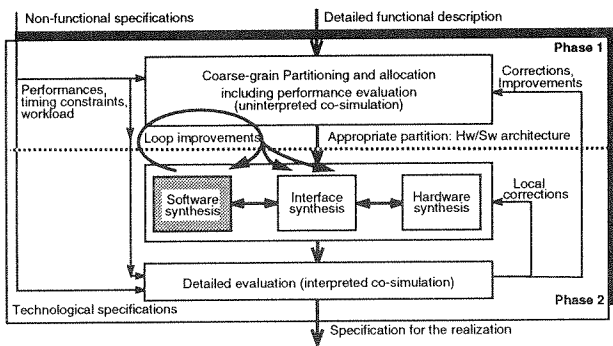 Non-functional specifications
Detailed functional description
Phase 1
Coarse-grain Partitioning and allocation
including performance evaluation
(uninterpreted co-simulation)
Corrections,
Improvements
Performances,
timing constraints,
workload
Loop improvements
Appropriate partition: Hw/Sw architecture
Software
synthesis
Interface
synthesis
Hardware
synthesis
Local
corrections
Detailed evaluation (interpreted co-simulation)
Phase 2
Technological specifications
Specification for the realization